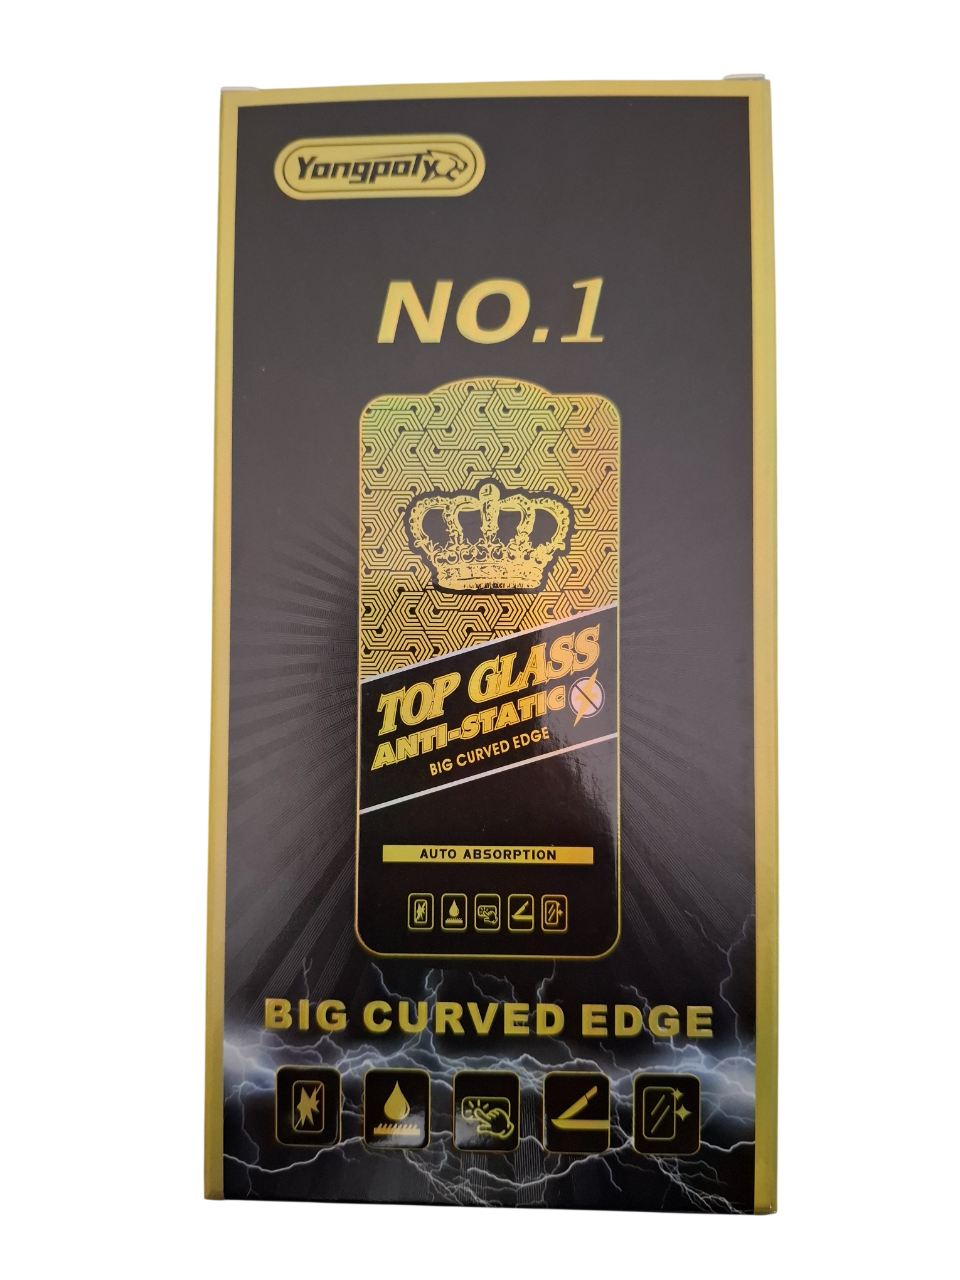 Yongpoly
NO.1
TOP GLASS
ANTI-STATIC
BIG CURVED EDGE
AUTO ABSORPTION
BIG CURVED EDGE